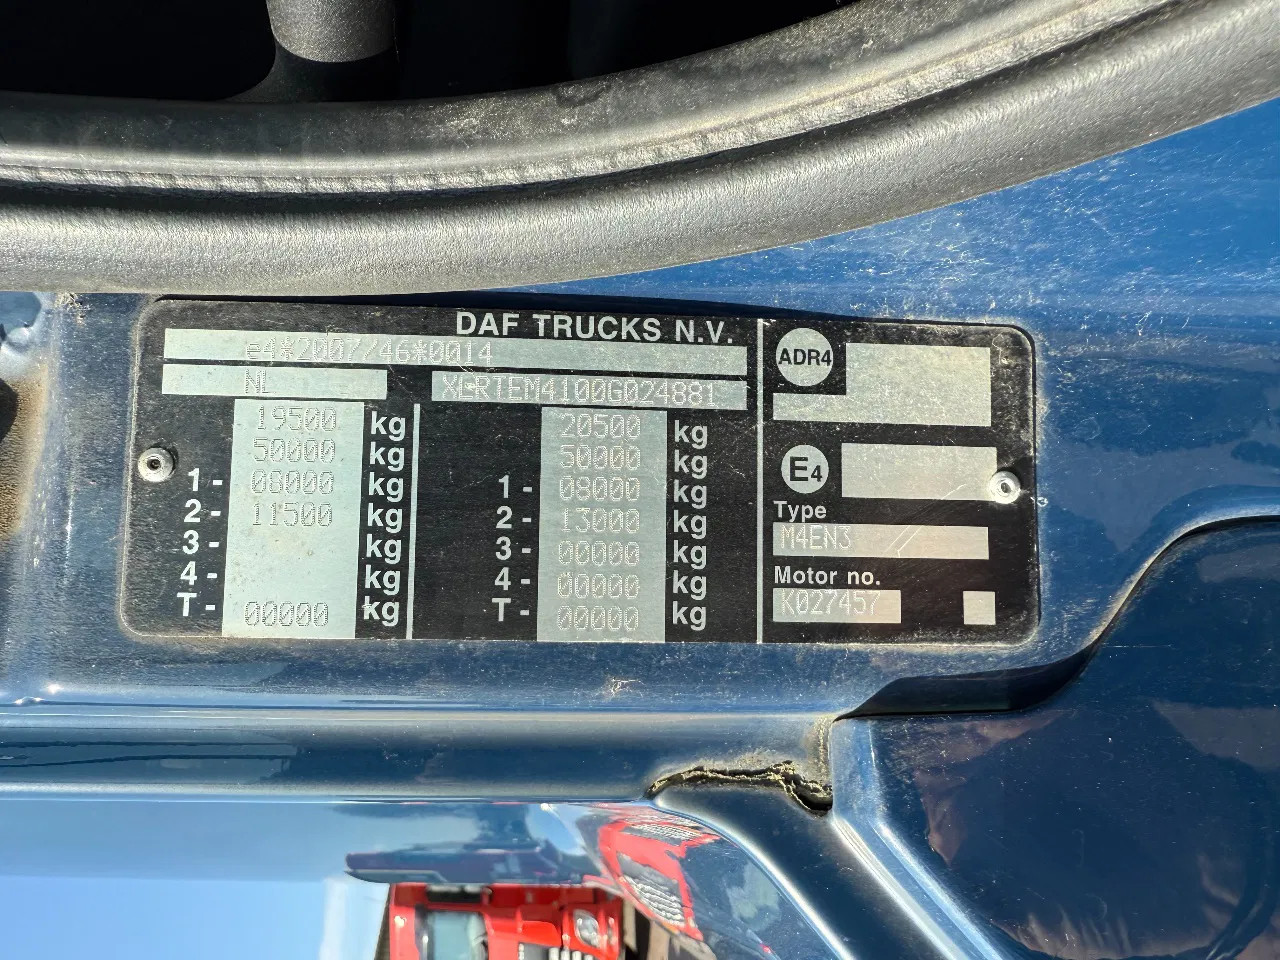 DAF TRUCKS N.V.
e4*2007/46*0014
NL XLRTEM4100G024881
19500 kg 20500 kg
50000 kg 50000 kg
1 - 08000 kg 1 - 08000 kg
2 - 11500 kg 2 - 13000 kg
3 - kg 3 - 00000 kg
4 - kg 4 - 00000 kg
T - 00000 kg T - 00000 kg
ADR4
E4
Type
M4EN3
Motor no.
K027457